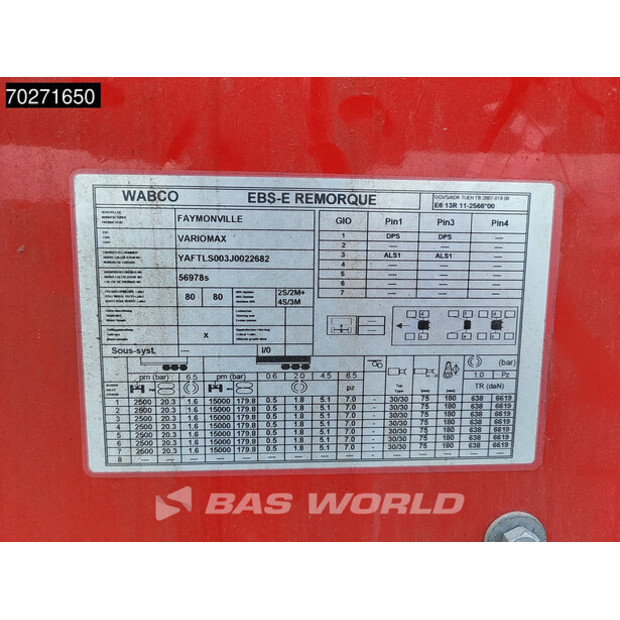 70271650
WABCO EBS-E REMORQUE GGVS/ADR TUEH TB 2007-019.00
E6 13R 11-2566*00
FAYMONVILLE
VARIOMAX
YAFTLS003J0022682
56978s
80 80 2S/2M+
4S/3M
x
Sous-syst. — I/0
GIO Pin1 Pin3 Pin4
1 DPS DPS —
2 — — —
3 ALS1 ALS1 —
4 — — —
5 — — —
6 — — —
7 — — —
pm (bar) 6.5 pm (bar) 0.6 2.0 4.5 6.5 (bar)
pz 1.0 Pz
TR (daN)
1 2500 20.3 1.6 15000 179.8 0.5 1.8 5.1 7.0 - 30/30 75 180 638 6619
2 2500 20.3 1.6 15000 179.8 0.5 1.8 5.1 7.0 - 30/30 75 180 638 6619
3 2500 20.3 1.6 15000 179.8 0.5 1.8 5.1 7.0 - 30/30 75 180 638 6619
4 2500 20.3 1.6 15000 179.8 0.5 1.8 5.1 7.0 - 30/30 75 180 638 6619
5 2500 20.3 1.6 15000 179.8 0.5 1.8 5.1 7.0 - 30/30 75 180 638 6619
6 2500 20.3 1.6 15000 179.8 0.5 1.8 5.1 7.0 - 30/30 75 180 638 6619
7 2500 20.3 1.6 15000 179.8 0.5 1.8 5.1 7.0 - 30/30 75 180 638 6619
8 — — — — — — — — — — — — — — —
BAS WORLD